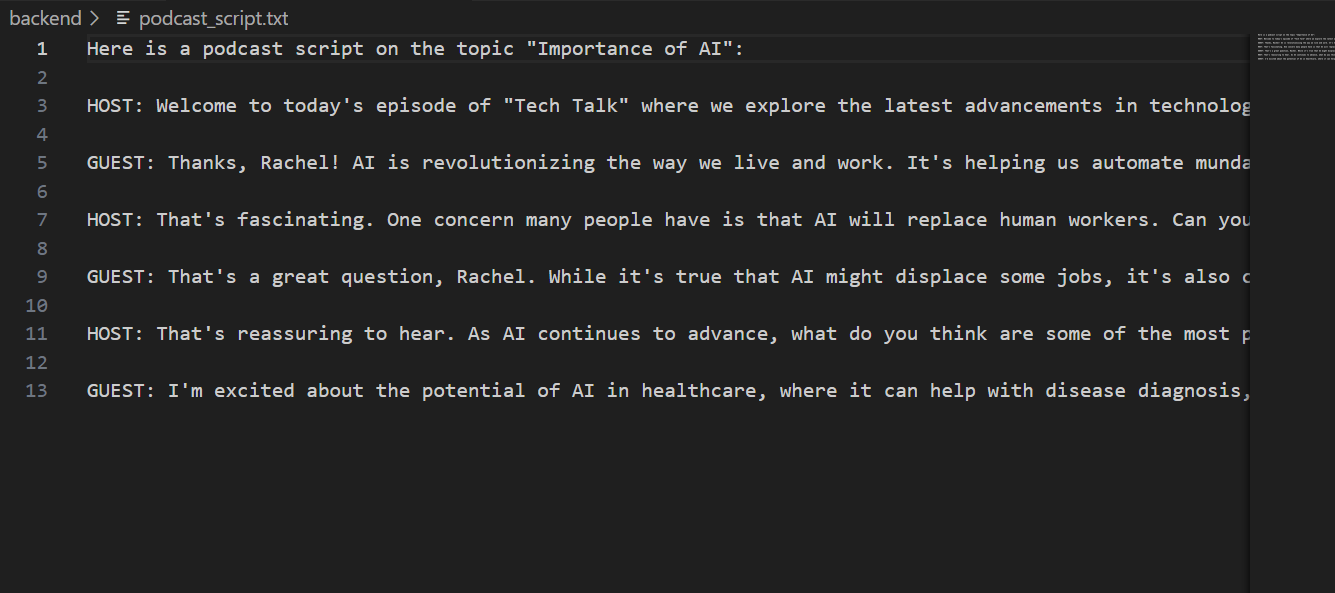 backend > podcast_script.txt
1 Here is a podcast script on the topic "Importance of AI":
2
3 HOST: Welcome to today's episode of "Tech Talk" where we explore the latest advancements in technolog
4
5 GUEST: Thanks, Rachel! AI is revolutionizing the way we live and work. It's helping us automate munda
6
7 HOST: That's fascinating. One concern many people have is that AI will replace human workers. Can you
8
9 GUEST: That's a great question, Rachel. While it's true that AI might displace some jobs, it's also c
10
11 HOST: That's reassuring to hear. As AI continues to advance, what do you think are some of the most p
12
13 GUEST: I'm excited about the potential of AI in healthcare, where it can help with disease diagnosis,